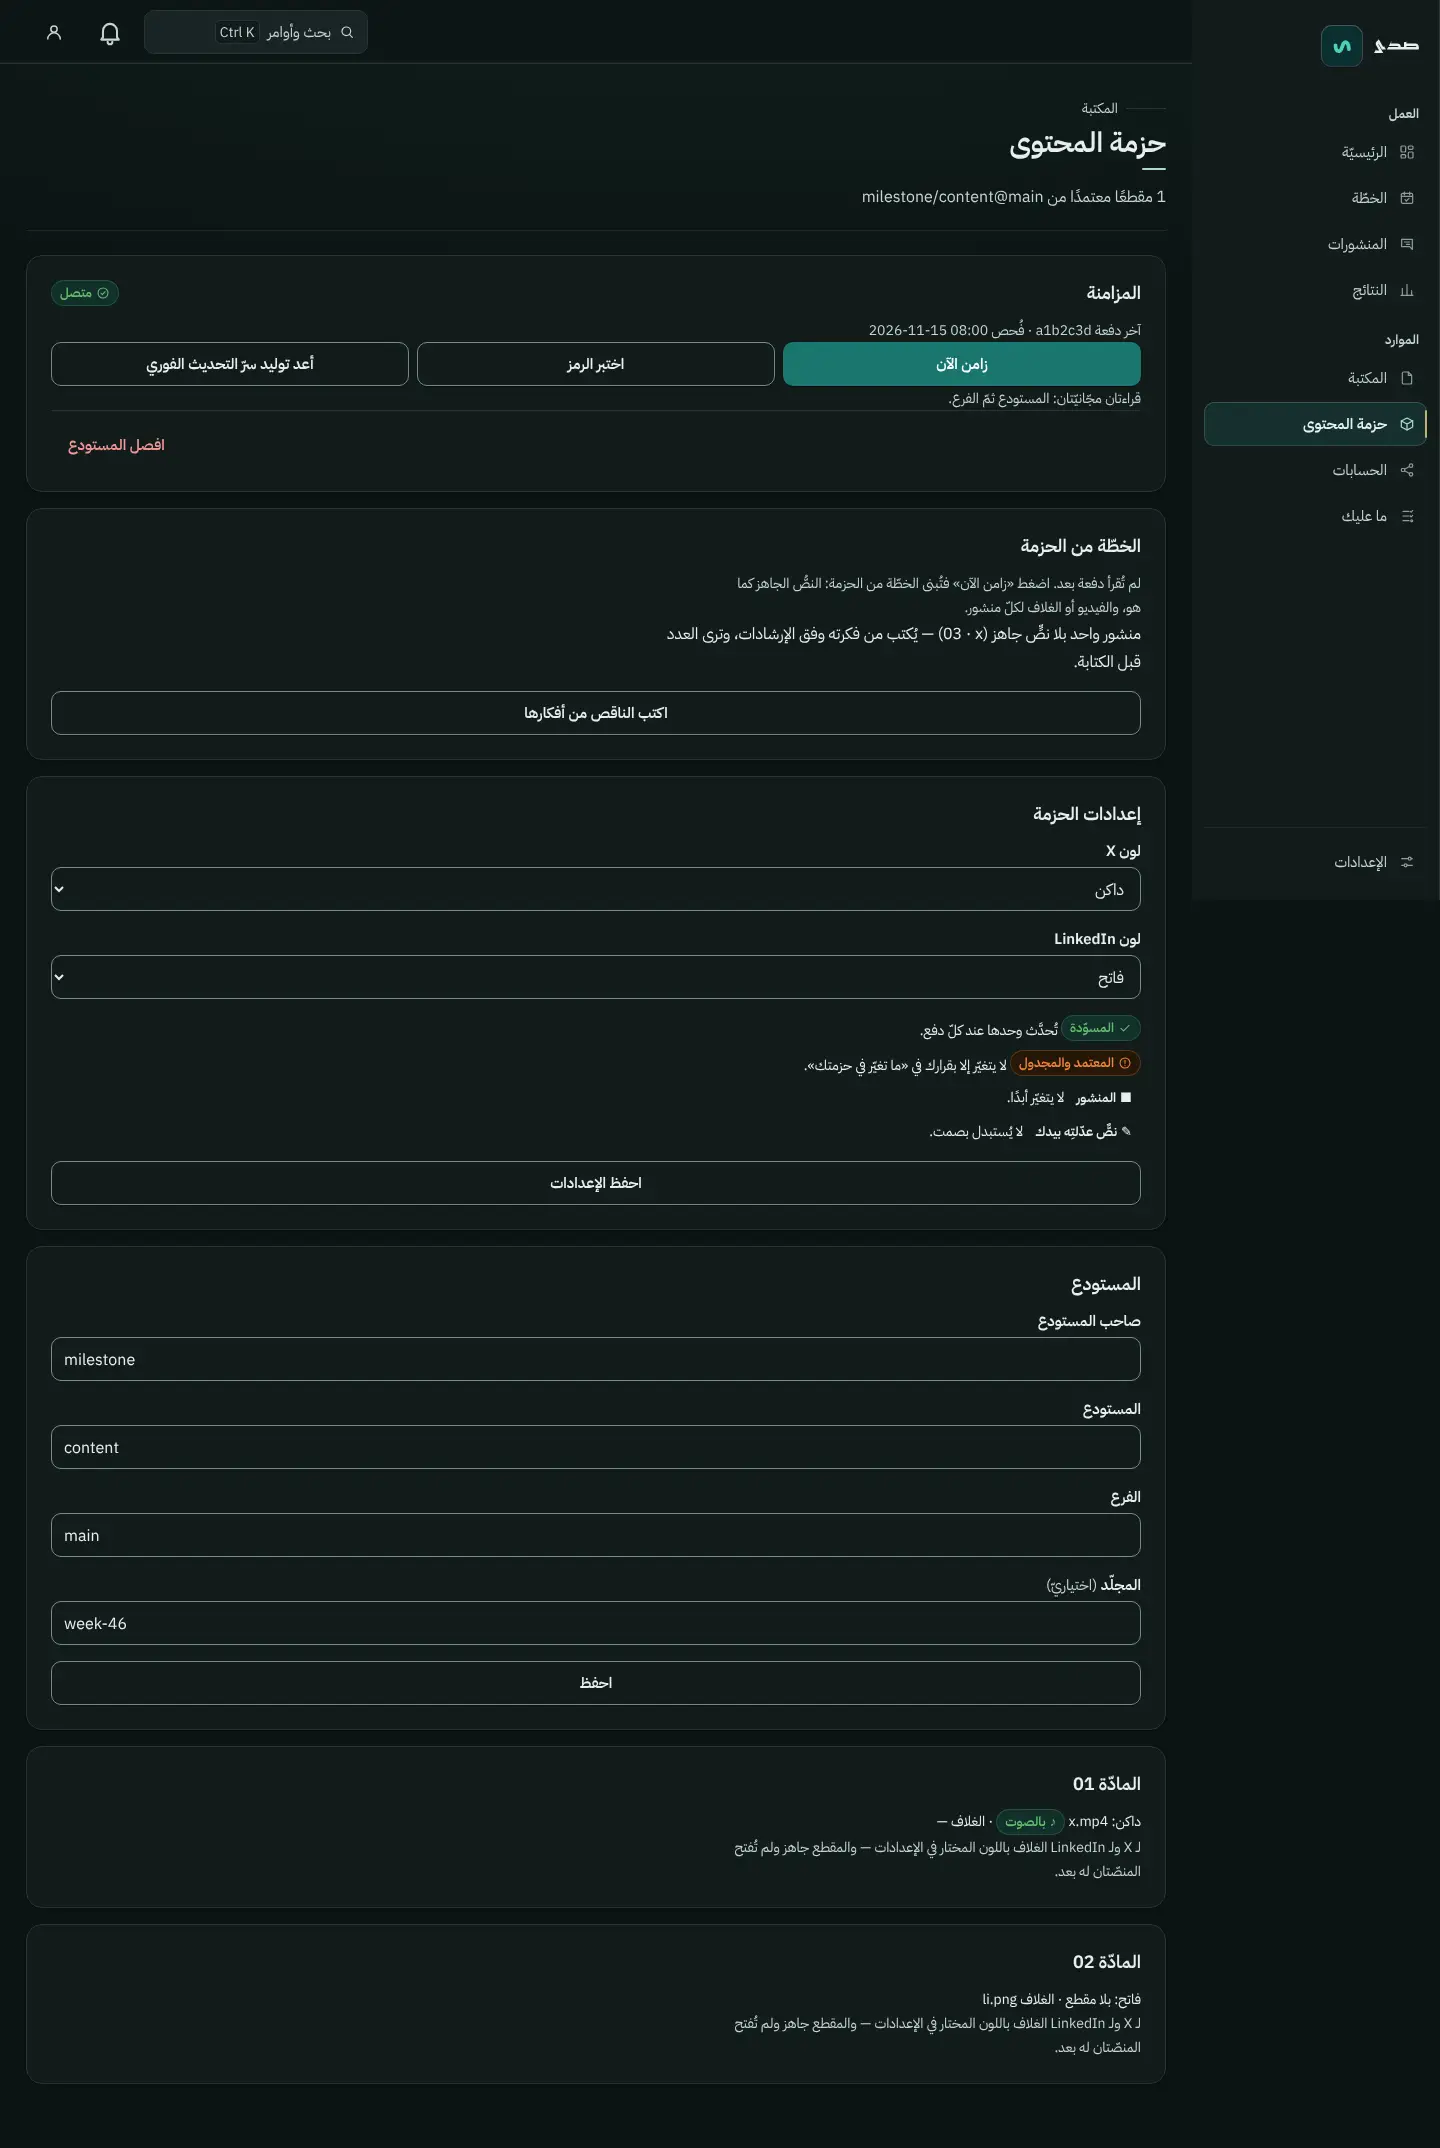 صدى
العمل
الرئيسيّة
الخطّة
المنشورات
النتائج
الموارد
المكتبة
حزمة المحتوى
الحسابات
ما عليك
الإعدادات
بحث وأوامر Ctrl K
المكتبة
حزمة المحتوى
1 مقطعًا معتمدًا من milestone/content@main
المزامنة
متصل
آخر دفعة a1b2c3d · فُحص 08:00 15-11-2026
زامن الآن
اختبر الرمز
أعد توليد سرّ التحديث الفوري
قراءتان مجّانيّتان: المستودع ثمّ الفرع.
افصل المستودع
الخطّة من الحزمة
لم تُقرأ دفعة بعد. اضغط «زامن الآن» فتُبنى الخطّة من الحزمة: النصُّ الجاهز كما
هو، والفيديو أو الغلاف لكلّ منشور.
منشور واحد بلا نصٍّ جاهز (03 · x) — يُكتب من فكرته وفق الإرشادات، وترى العدد
قبل الكتابة.
اكتب الناقص من أفكارها
إعدادات الحزمة
لون X
داكن
لون LinkedIn
فاتح
✓ المسوّدة تُحدَّث وحدها عند كلّ دفع.
المعتمد والمجدول لا يتغيّر إلا بقرارك في «ما تغيّر في حزمتك».
■ المنشور لا يتغيّر أبدًا.
✎ نصٌّ عدّلتِه بيدك لا يُستبدل بصمت.
احفظ الإعدادات
المستودع
صاحب المستودع
milestone
المستودع
content
الفرع
main
المجلّد (اختياريّ)
week-46
احفظ
المادّة 01
داكن: x.mp4 ♪ بالصوت · الغلاف —
لـ X ولـ LinkedIn الغلاف باللون المختار في الإعدادات — والمقطع جاهز ولم تُفتح
المنصّتان له بعد.
المادّة 02
فاتح: بلا مقطع · الغلاف li.png
لـ X ولـ LinkedIn الغلاف باللون المختار في الإعدادات — والمقطع جاهز ولم تُفتح
المنصّتان له بعد.